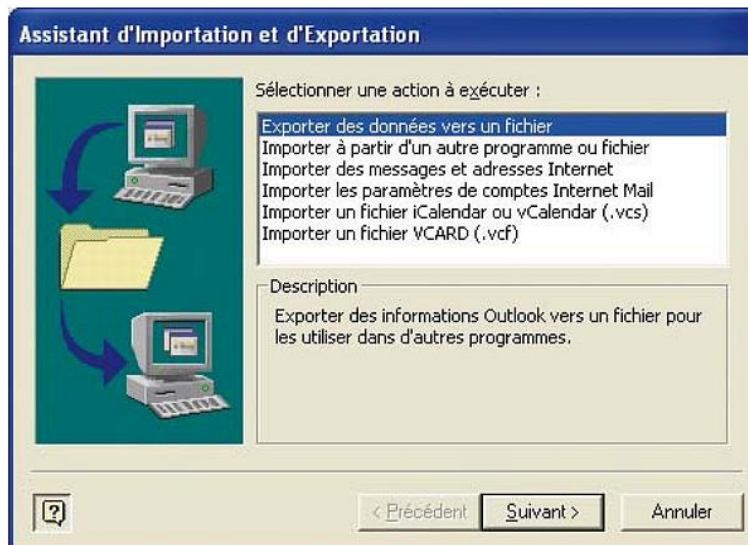 Assistant d'Importation et d'Exportation
Sélectionner une action à exécuter :
Exporter des données vers un fichier
Importer à partir d'un autre programme ou fichier
Importer des messages et adresses Internet
Importer les paramètres de comptes Internet Mail
Importer un fichier iCalendar ou vCalendar (.vcs)
Importer un fichier VCARD (.vcf)
Description
Exporter des informations Outlook vers un fichier pour
les utiliser dans d'autres programmes.
< Précédent
Suivant >
Annuler